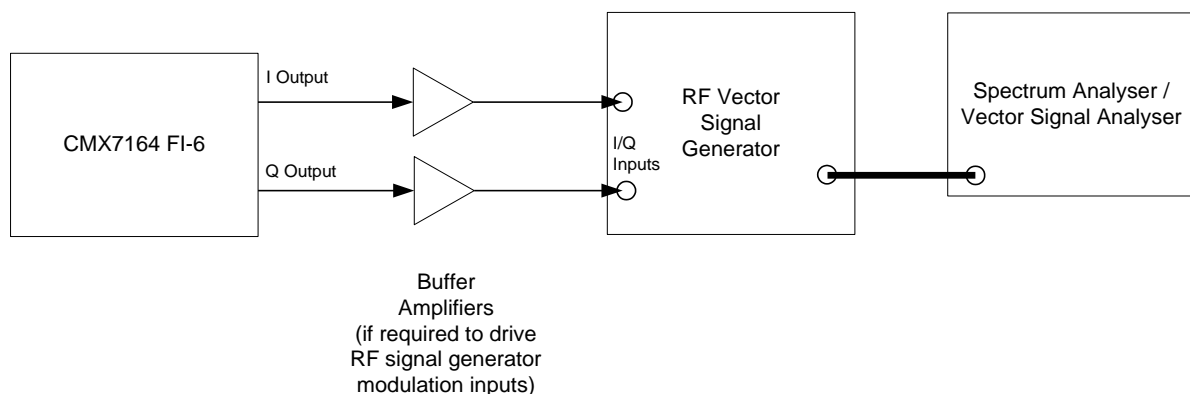 CMX7164 FI-6
I Output
Q Output
I/Q
Inputs
RF Vector
Signal
Generator
Spectrum Analyser /
Vector Signal Analyser
Buffer
Amplifiers
(if required to drive
RF signal generator
modulation inputs)